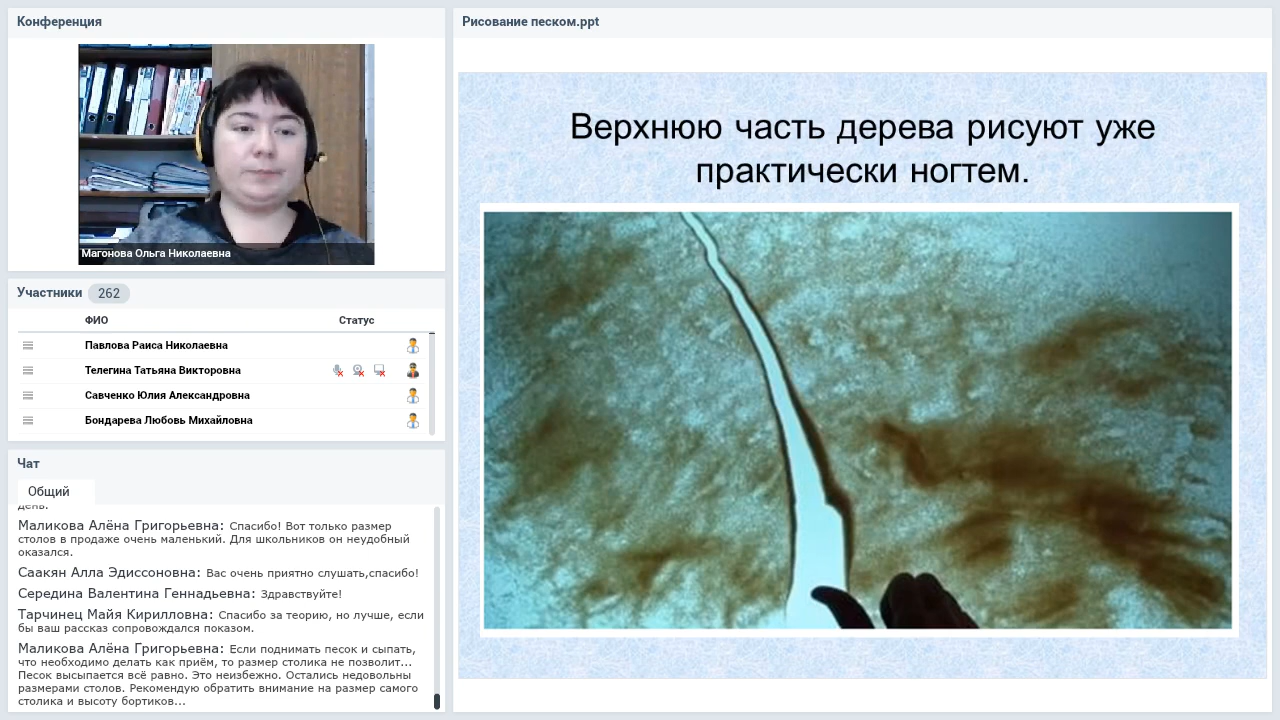 Конференция
Магонова Ольга Николаевна
Участники 262
ФИО Статус
Павлова Раиса Николаевна
Телегина Татьяна Викторовна
Савченко Юлия Александровна
Бондарева Любовь Михайловна
Чат
Общий
день.
Маликова Алёна Григорьевна: Спасибо! Вот только размер
столов в продаже очень маленький. Для школьников он неудобный
оказался.
Саакян Алла Эдиссоновна: Вас очень приятно слушать,спасибо!
Середина Валентина Геннадьевна: Здравствуйте!
Тарчинец Майя Кирилловна: Спасибо за теорию, но лучше, если
бы ваш рассказ сопровождался показом.
Маликова Алёна Григорьевна: Если поднимать песок и сыпать,
что необходимо делать как приём, то размер столика не позволит...
Песок высыпается всё равно. Это неизбежно. Остались недовольны
размерами столов. Рекомендую обратить внимание на размер самого
столика и высоту бортиков...
Рисование песком.ppt
Верхнюю часть дерева рисуют уже
практически ногтем.